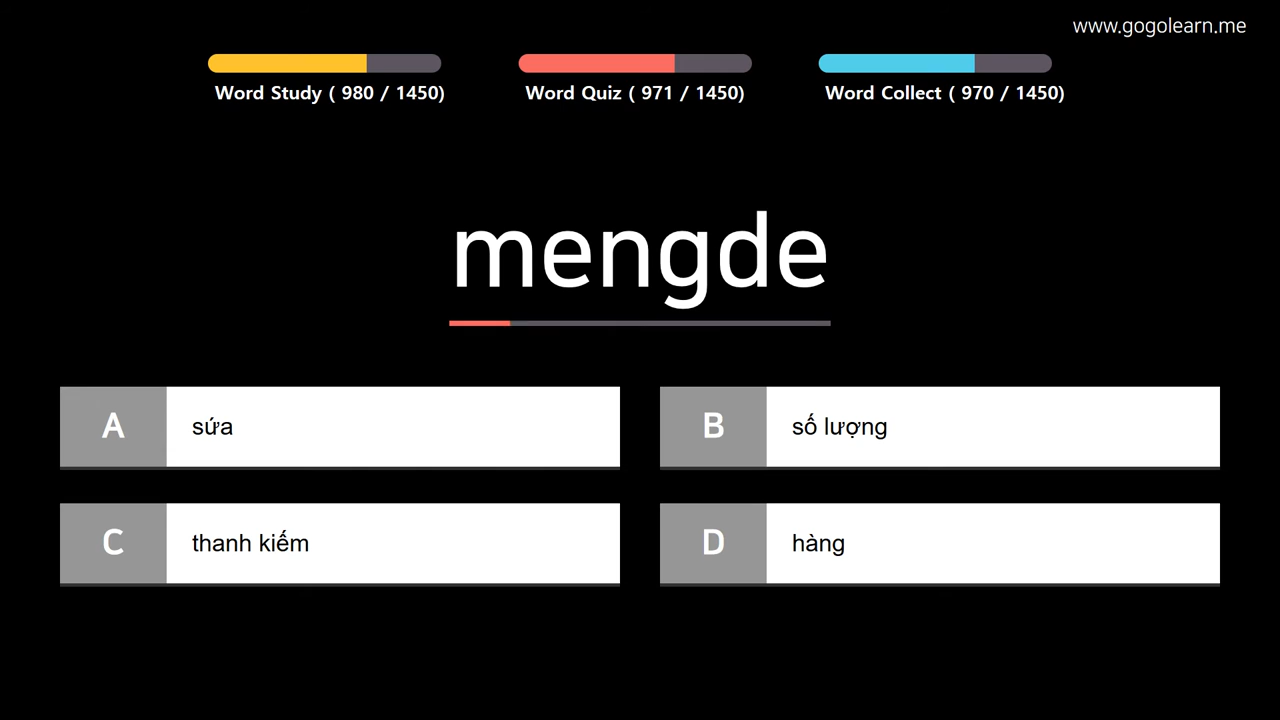 www.gogolearn.me
Word Study ( 980 / 1450)
Word Quiz ( 971 / 1450)
Word Collect ( 970 / 1450)
mengde
A sứa
B số lượng
C thanh kiếm
D hàng